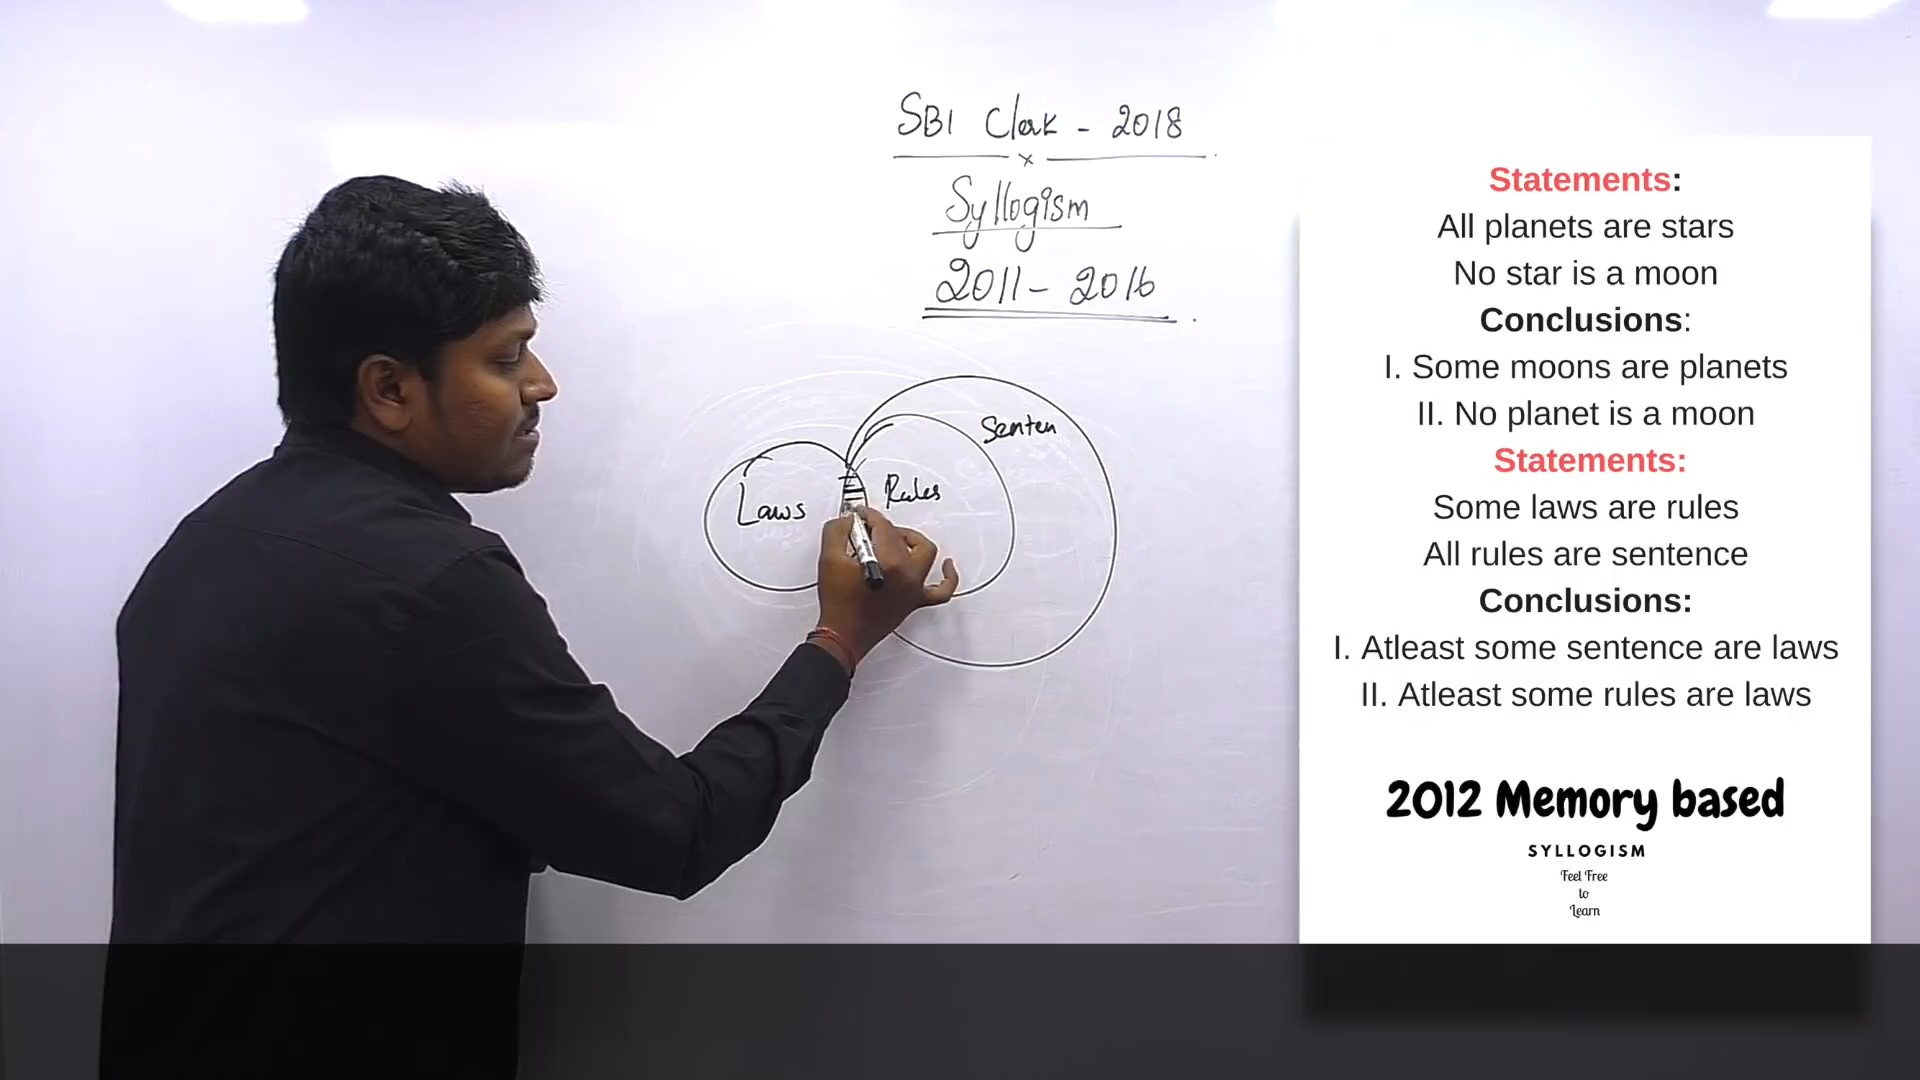 SBI Clerk - 2018
Syllogism
2011 - 2016
Senten
Laws
Rules
Statements:
All planets are stars
No star is a moon
Conclusions:
I. Some moons are planets
II. No planet is a moon
Statements:
Some laws are rules
All rules are sentence
Conclusions:
I. Atleast some sentence are laws
II. Atleast some rules are laws
2012 Memory based
SYLLOGISM
Feel Free
to
Learn